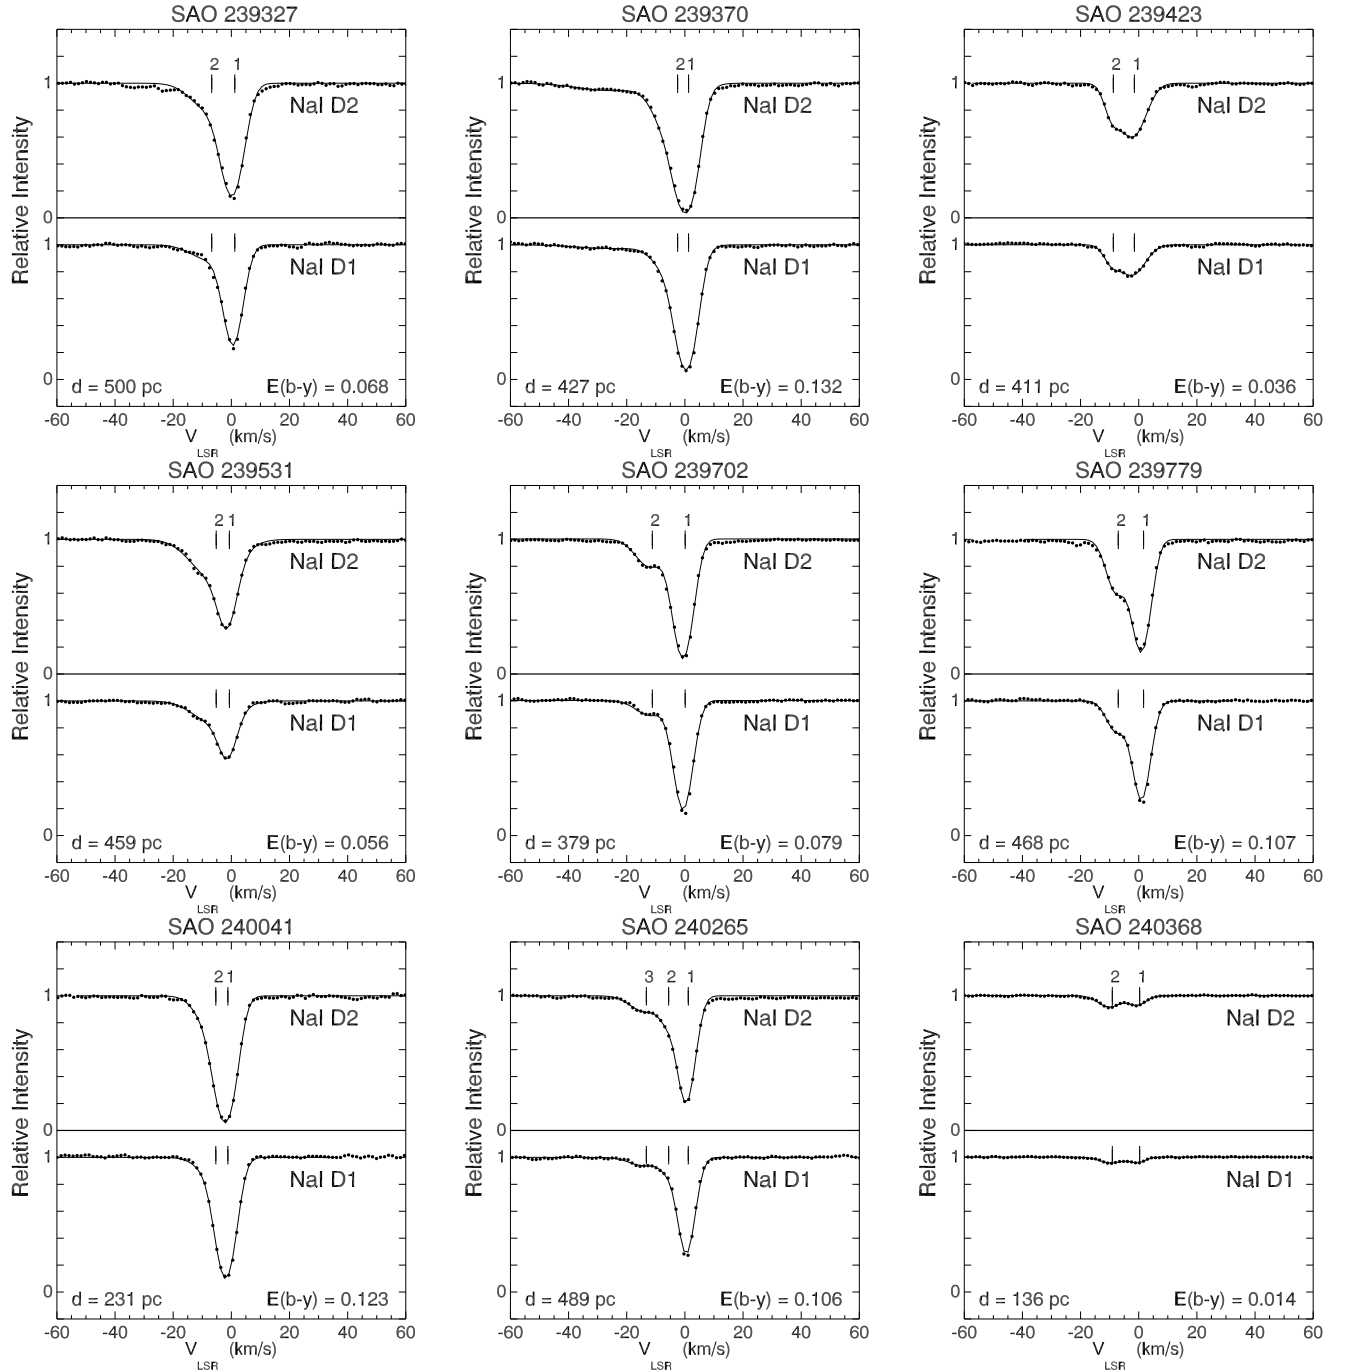 SAO 239327
SAO 239370
SAO 239423
2 1
2 1
2 1
1 NaI D2
1 NaI D2
1 NaI D2
0
0
0
1 NaI D1
1 NaI D1
1 NaI D1
Relative Intensity
Relative Intensity
Relative Intensity
0 d = 500 pc E(b-y) = 0.068
0 d = 427 pc E(b-y) = 0.132
0 d = 411 pc E(b-y) = 0.036
-60 -40 -20 0 20 40 60
-60 -40 -20 0 20 40 60
-60 -40 -20 0 20 40 60
V LSR (km/s)
V LSR (km/s)
V (km/s)
SAO 239531
SAO 239702
SAO 239779
2 1
2 1
2 1
1 NaI D2
1 NaI D2
1 NaI D2
0
0
0
1 NaI D1
1 NaI D1
1 NaI D1
Relative Intensity
Relative Intensity
Relative Intensity
0 d = 459 pc E(b-y) = 0.056
0 d = 379 pc E(b-y) = 0.079
0 d = 468 pc E(b-y) = 0.107
-60 -40 -20 0 20 40 60
-60 -40 -20 0 20 40 60
-60 -40 -20 0 20 40 60
V LSR (km/s)
V LSR (km/s)
V (km/s)
SAO 240041
SAO 240265
SAO 240368
2 1
3 2 1
2 1
1 NaI D2
1 NaI D2
1 NaI D2
0
0
0
1 NaI D1
1 NaI D1
1 NaI D1
Relative Intensity
Relative Intensity
Relative Intensity
0 d = 231 pc E(b-y) = 0.123
0 d = 489 pc E(b-y) = 0.106
0 d = 136 pc E(b-y) = 0.014
-60 -40 -20 0 20 40 60
-60 -40 -20 0 20 40 60
-60 -40 -20 0 20 40 60
V LSR (km/s)
V LSR (km/s)
V (km/s)